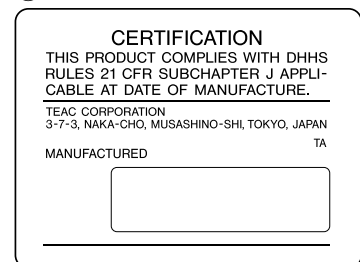 CERTIFICATION
THIS PRODUCT COMPLIES WITH DHHS
RULES 21 CFR SUBCHAPTER J APPLI-
CABLE AT DATE OF MANUFACTURE.
TEAC CORPORATION
3-7-3, NAKA-CHO, MUSASHINO-SHI, TOKYO, JAPAN
TA
MANUFACTURED